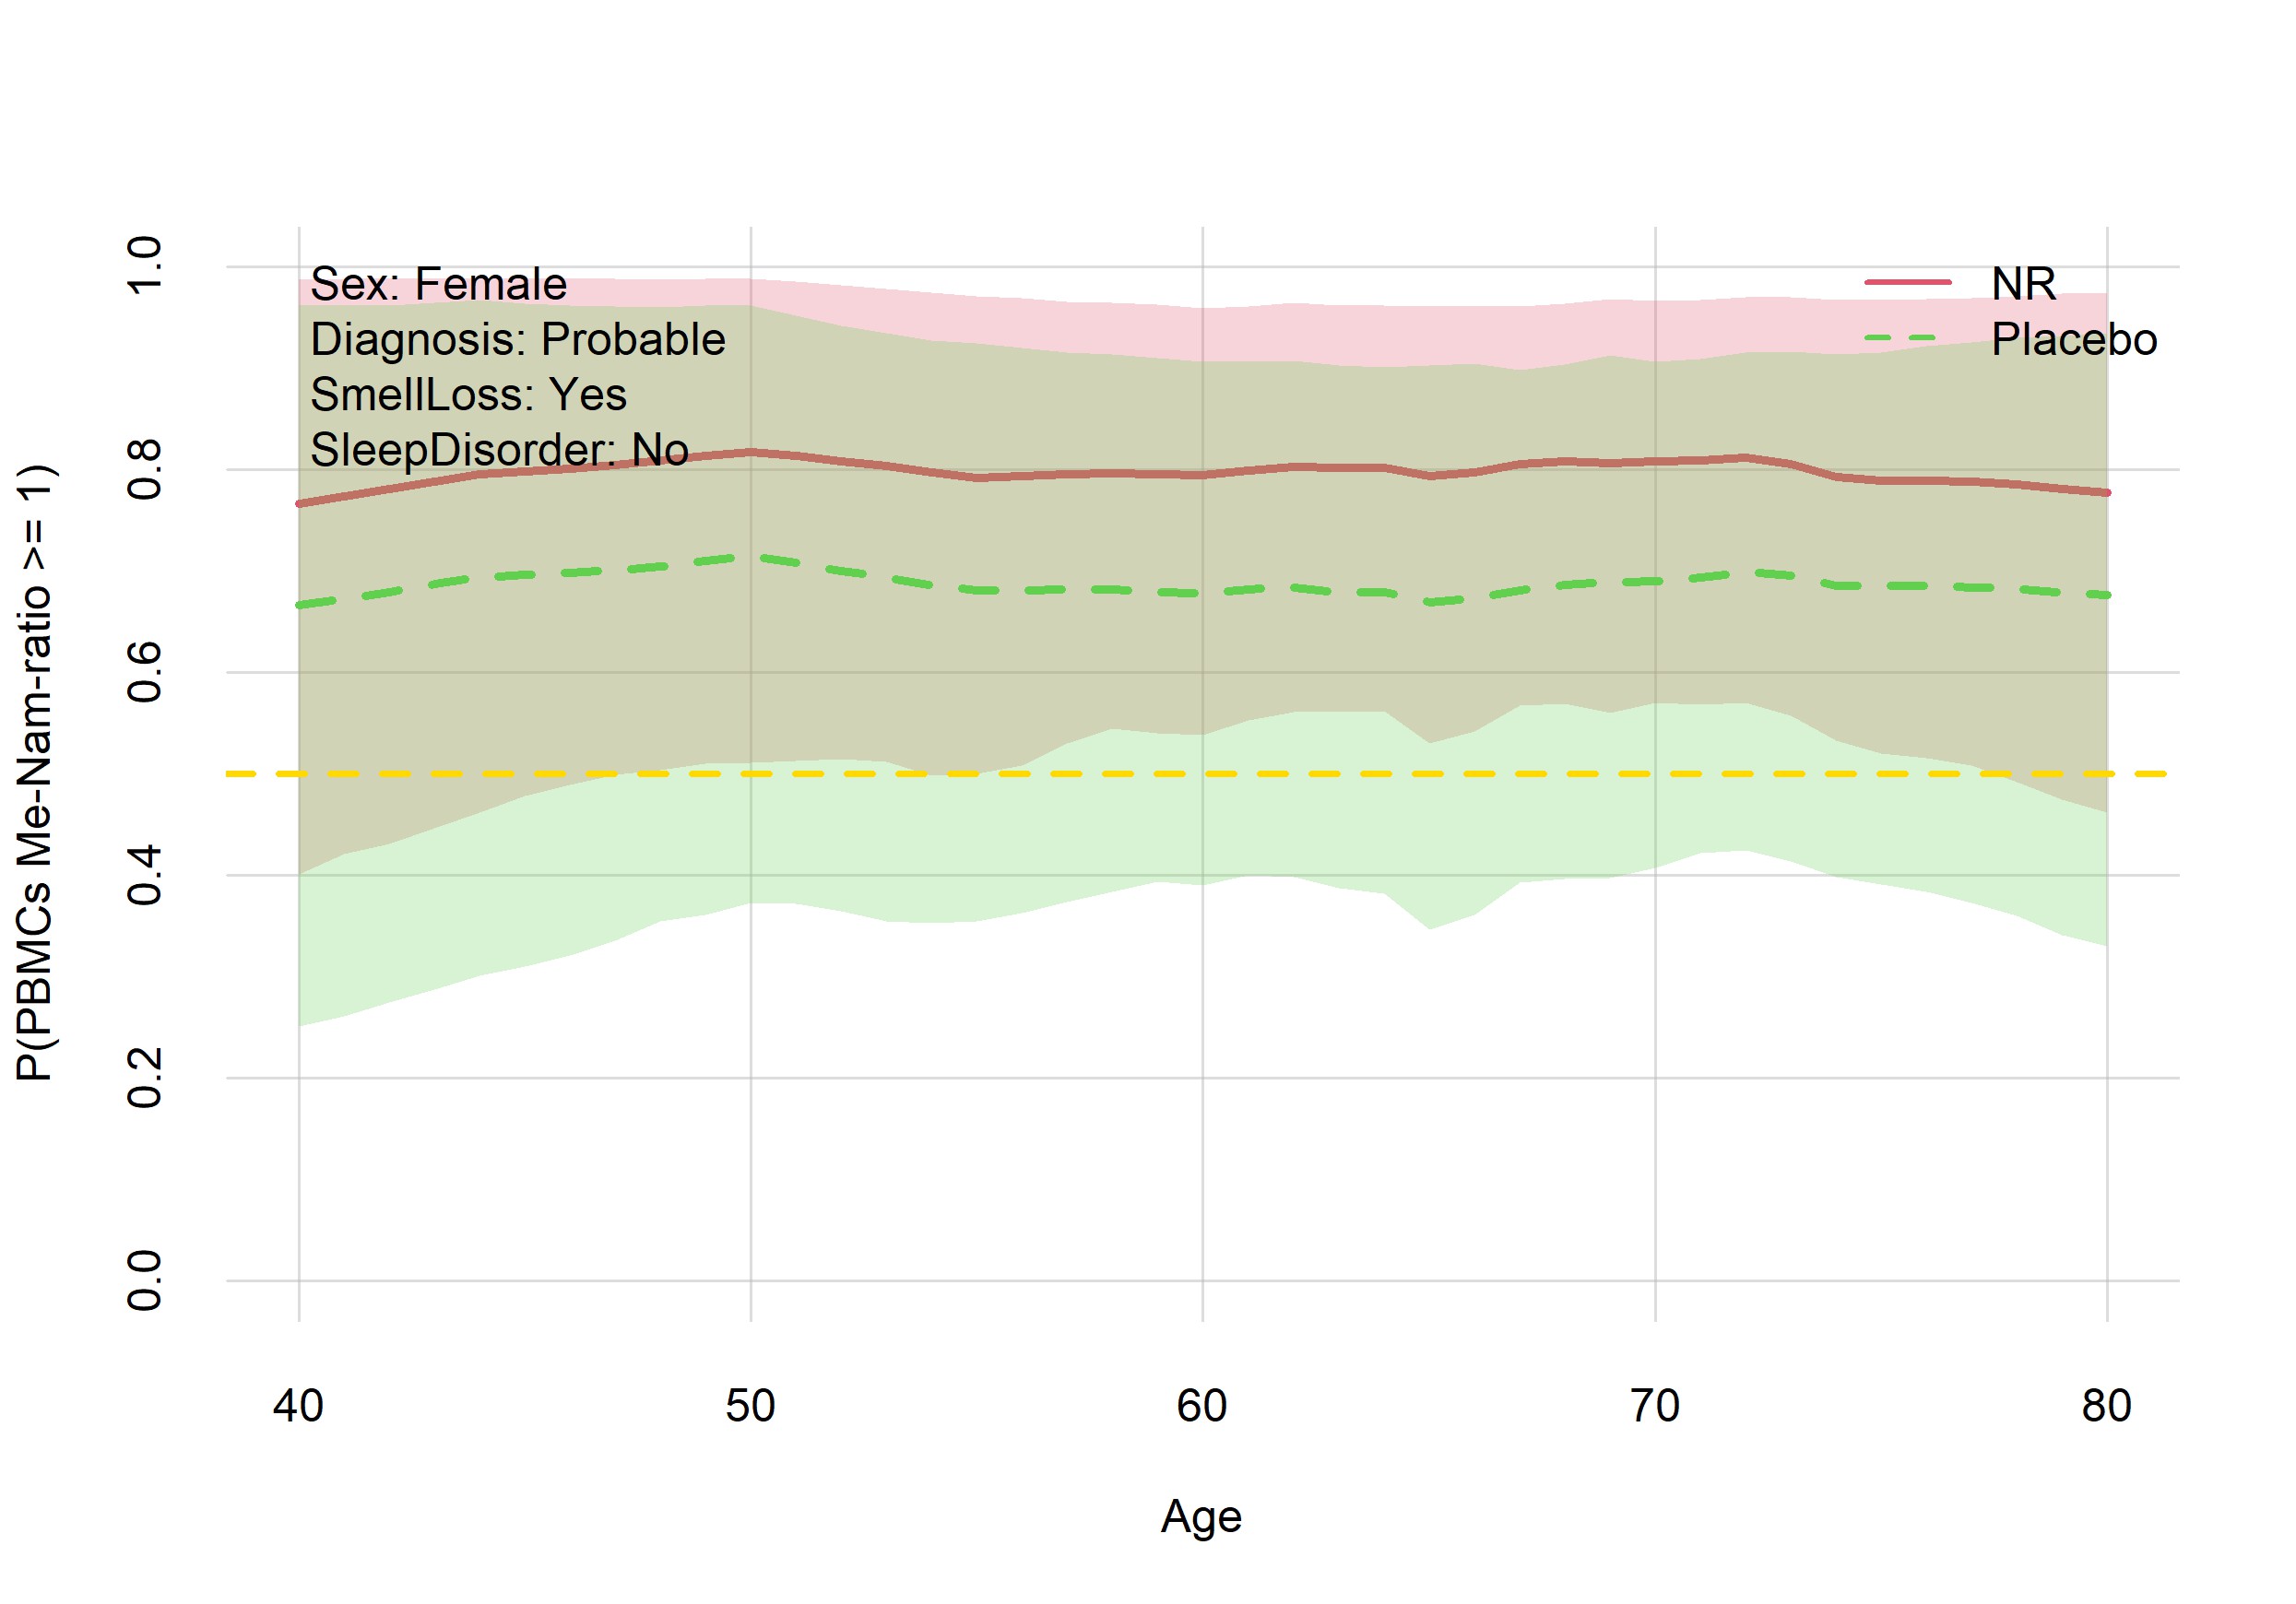 Sex: Female
Diagnosis: Probable
SmellLoss: Yes
SleepDisorder: No
NR
Placebo
P(PBMCs Me-Nam-ratio >= 1)
1.0
0.8
0.6
0.4
0.2
0.0
40 50 60 70 80
Age